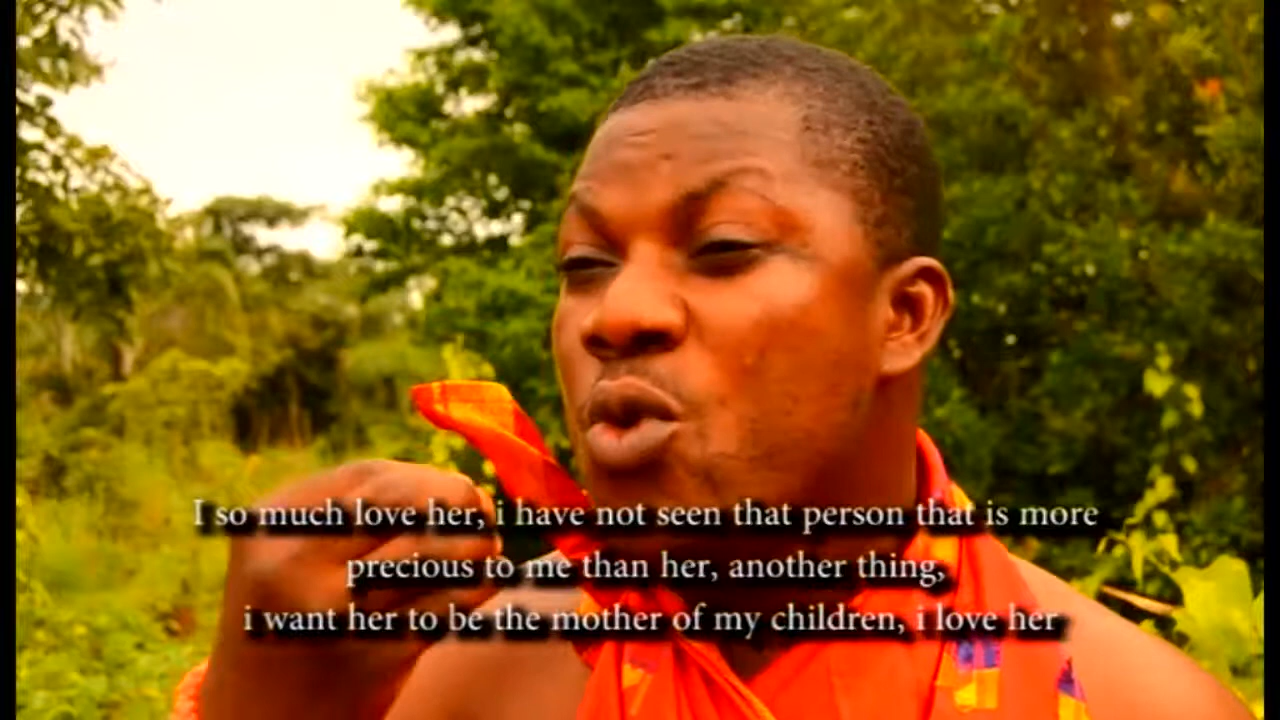 I so much love her, i have not seen that person that is more
precious to me than her, another thing,
i want her to be the mother of my children, i love her